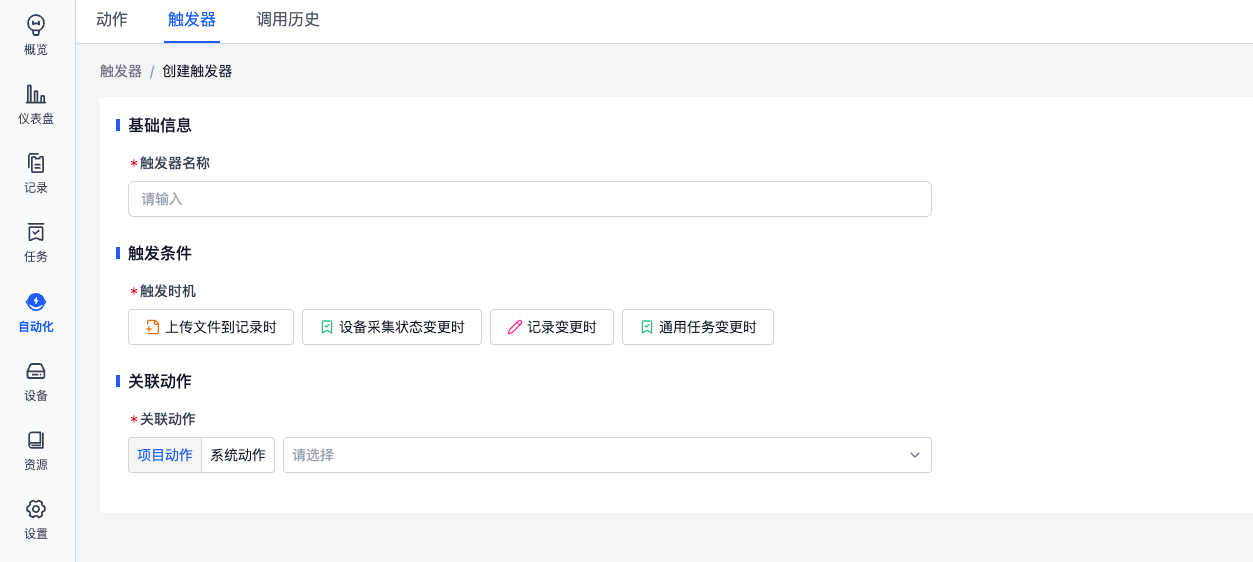 动作 触发器 调用历史
触发器 / 创建触发器
概览
仪表盘
记录
任务
自动化
设备
资源
设置
基础信息
*触发器名称
请输入
触发条件
*触发时机
上传文件到记录时 设备采集状态变更时 记录变更时 通用任务变更时
关联动作
*关联动作
项目动作 系统动作 请选择